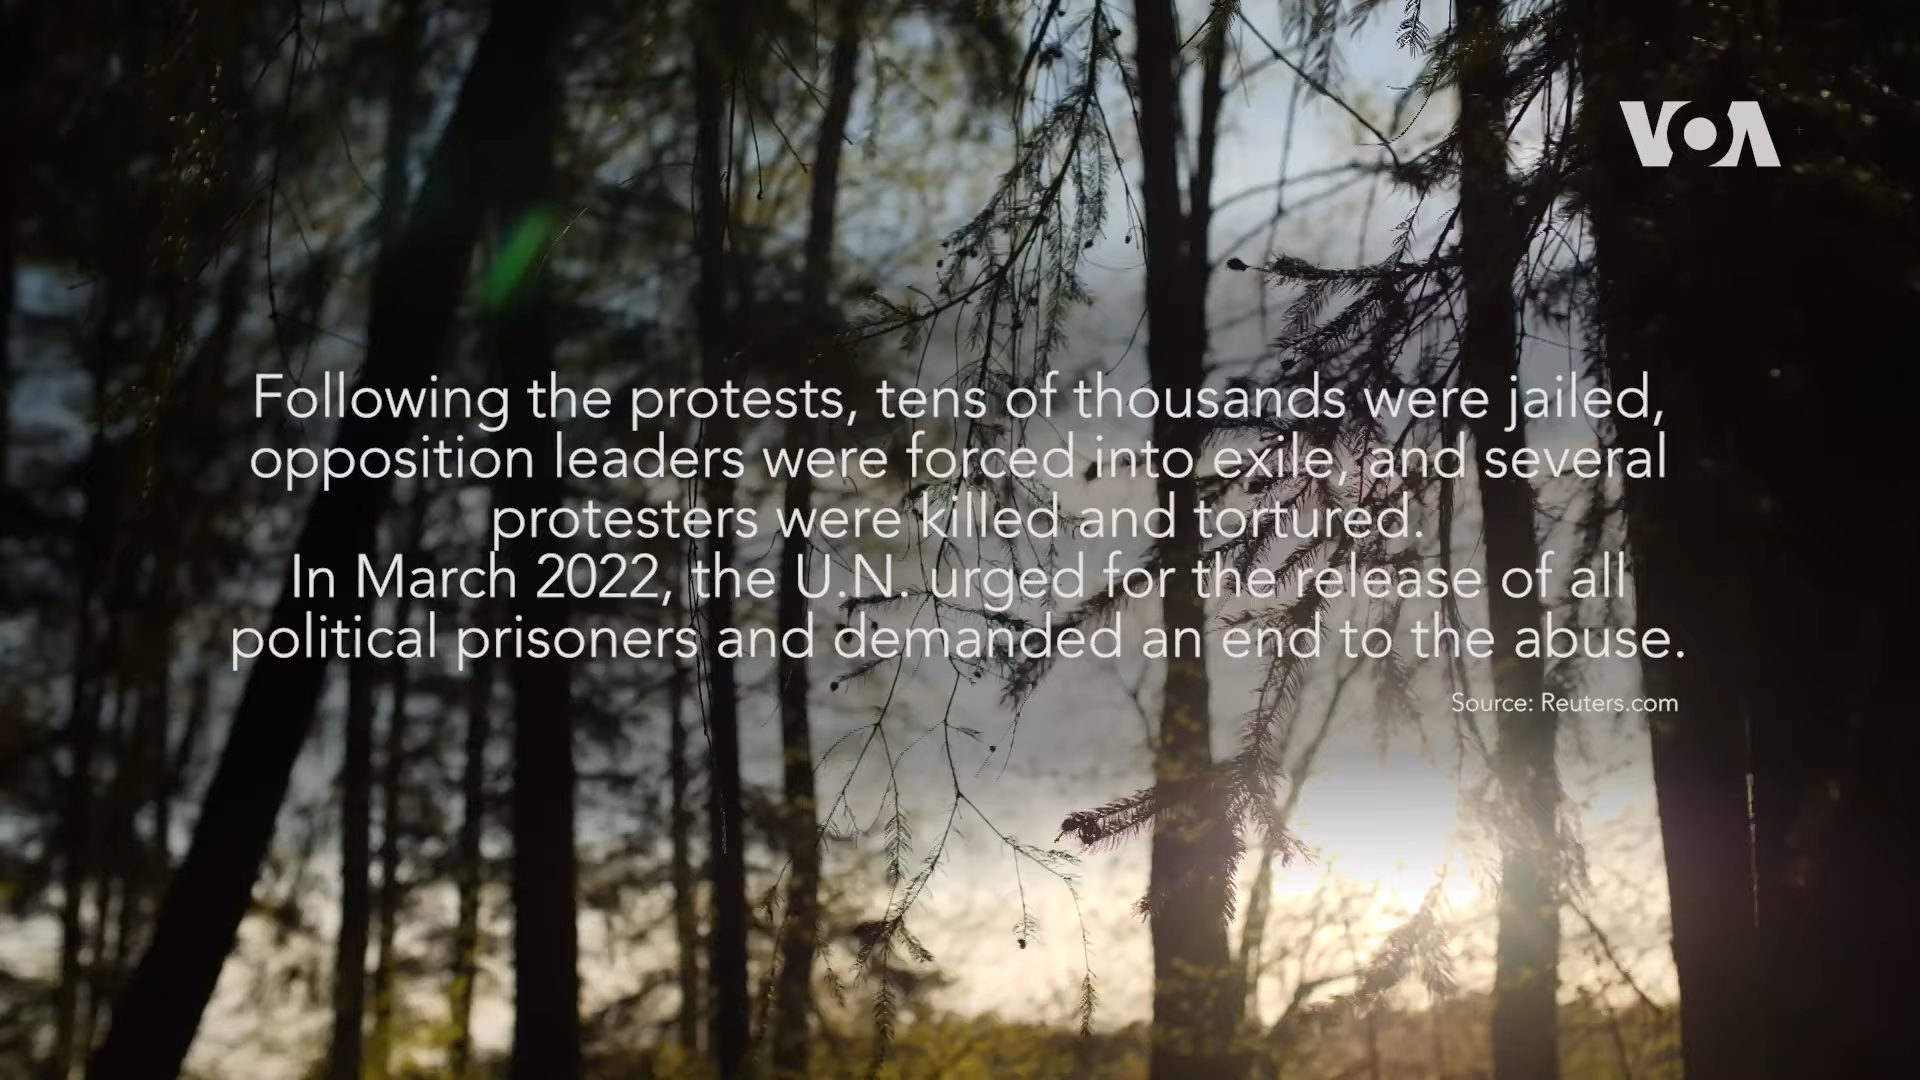 VOA
Following the protests, tens of thousands were jailed,
opposition leaders were forced into exile, and several
protesters were killed and tortured.
In March 2022, the U.N. urged for the release of all
political prisoners and demanded an end to the abuse.
Source: Reuters.com